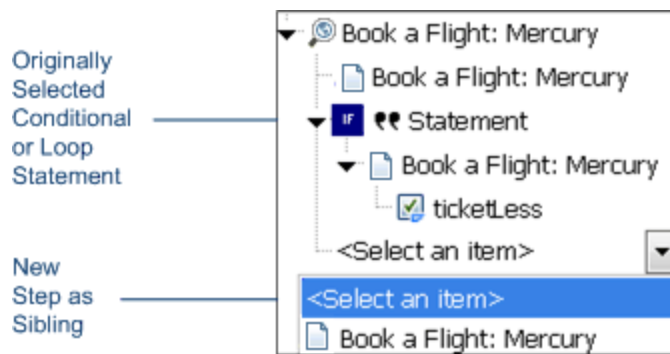 Book a Flight: Mercury
Originally
Selected
Conditional
or Loop
Statement
Book a Flight: Mercury
IF Statement
Book a Flight: Mercury
ticketLess
<Select an item>
New
Step as
Sibling
<Select an item>
Book a Flight: Mercury